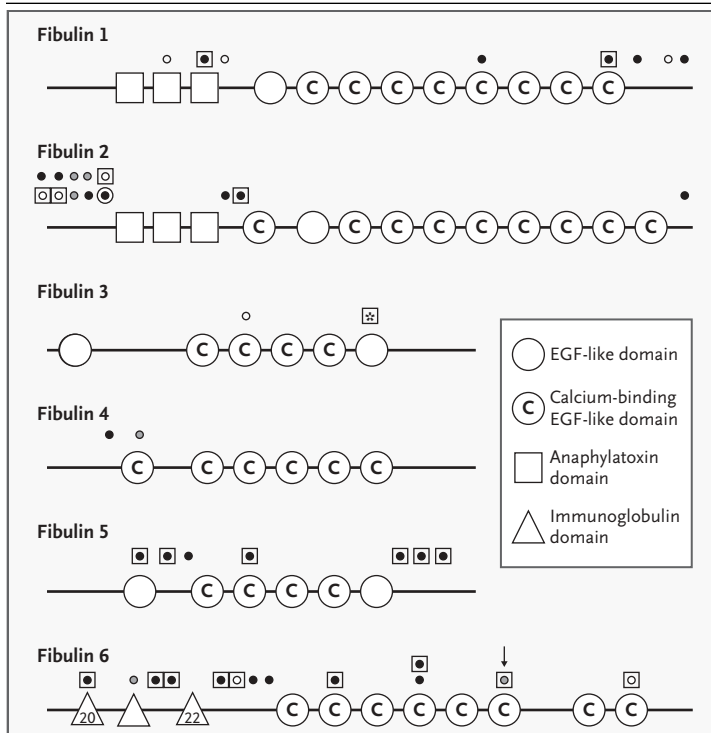 Fibulin 1
C C C C C C C C
Fibulin 2
C C C C C C C C C
Fibulin 3
C C C C
EGF-like domain
C Calcium-binding
EGF-like domain
Anaphylatoxin
domain
Immunoglobulin
domain
Fibulin 4
C C C C C C
Fibulin 5
C C C C
Fibulin 6
20 22 C C C C C C C C